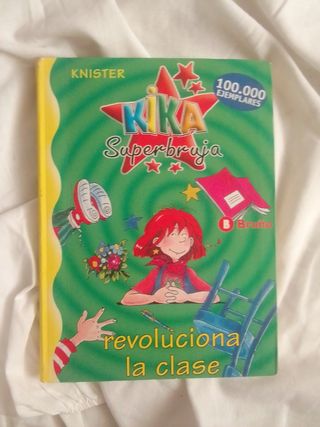 KNISTER
100.000
EJEMPLARES
KIKA
Superbruja
B Bruño
revoluciona
la clase